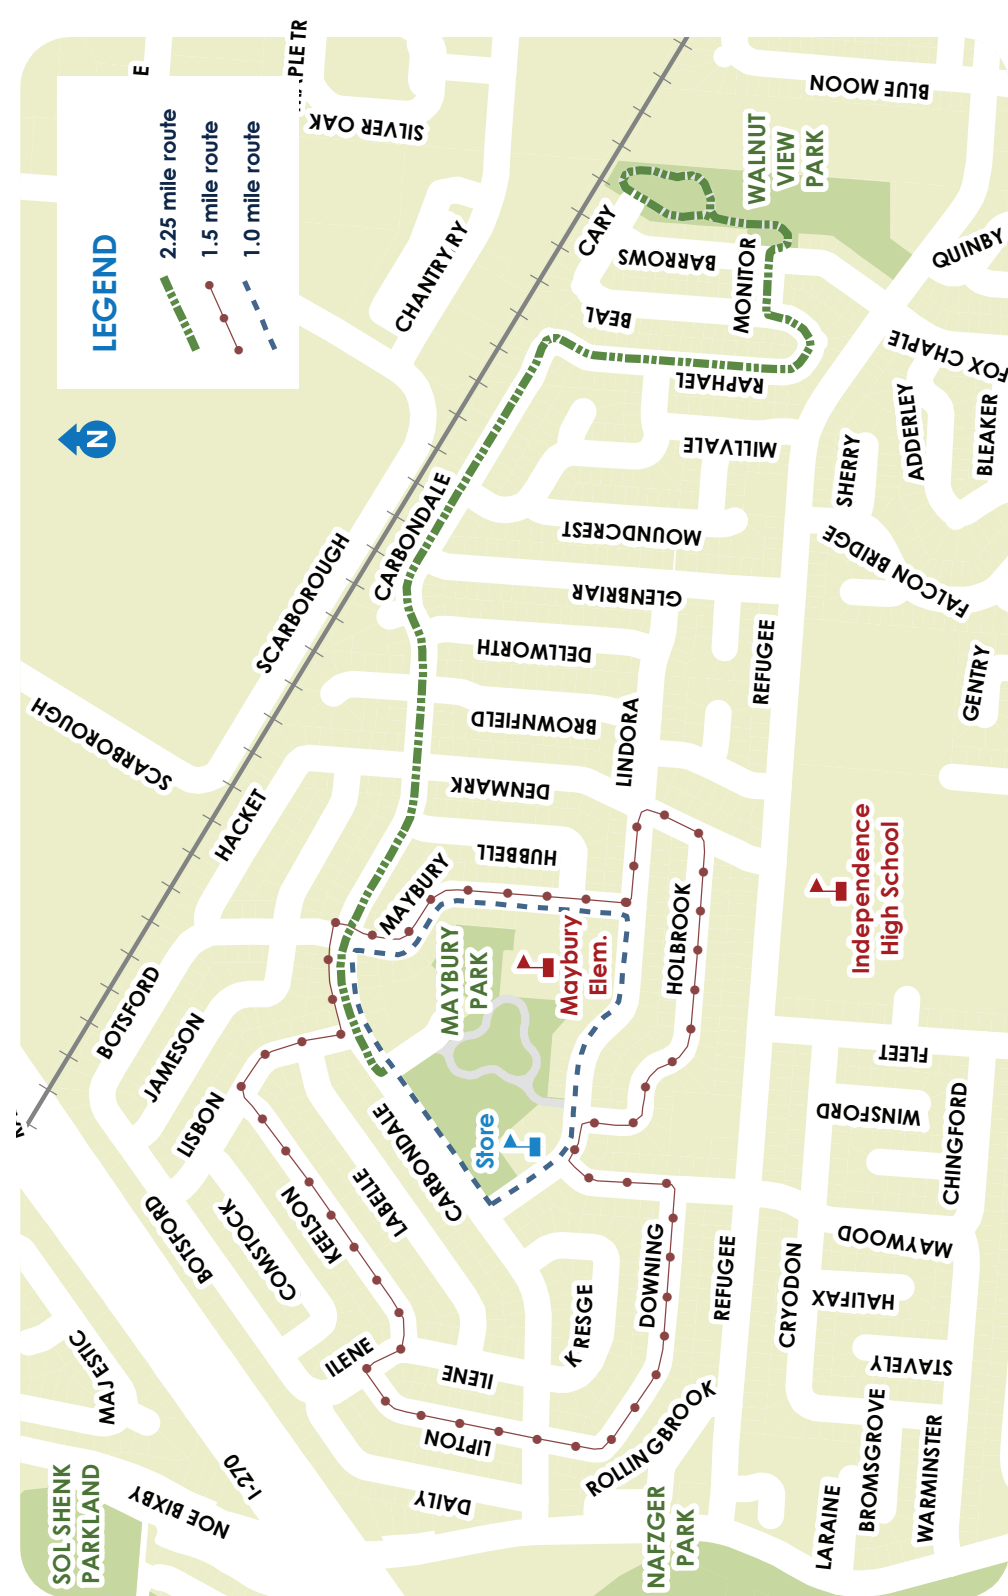 LEGEND
2.25 mile route
1.5 mile route
1.0 mile route
N
E
PLE TR
SILVER OAK
BLUE MOON
WALNUT
VIEW
PARK
CHANTRY RY
CARY
BARROWS
MONITOR
QUINBY
BEAL
RAPHAEL
FOX CHAPLE
ADDERLEY
BLEAKER
MILLVALE
SHERRY
CARBONDALE
MOUNDCREST
FALCON BRIDGE
SCARBOROUGH
GLENBRIAR
DELLWORTH
REFUGEE
GENTRY
SCARBOROUGH
BROWNFIELD
LINDORA
DENMARK
HACKET
HUBBELL
MAYBURY
HOLBROOK
Independence
High School
MAYBURY
PARK
Maybury
Elem.
BOTSFORD
JAMESON
LISBON
CARBONDALE
Store
FLEET
WINSFORD
CHINGFORD
BOTSFORD
COMSTOCK
KEELSON
LABELLE
MAYWOOD
HALIFAX
CRYODON
REFUGEE
DOWNING
K RESGE
STAVELY
MAJESTIC
ILENE
ILENE
LIPTON
ROLLINGBROOK
BROMSGROVE
WARMINSTER
LARAINE
DAILY
I-270
NOE BIXBY
SOL SHENK
PARKLAND
NAFZGER
PARK